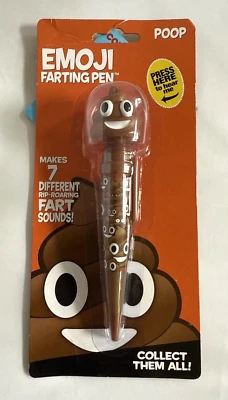 POOP
EMOJI
FARTING PEN™
PRESS
HERE
to hear
me
MAKES
7
DIFFERENT
RIP-ROARING
FART
SOUNDS!
COLLECT
THEM ALL!